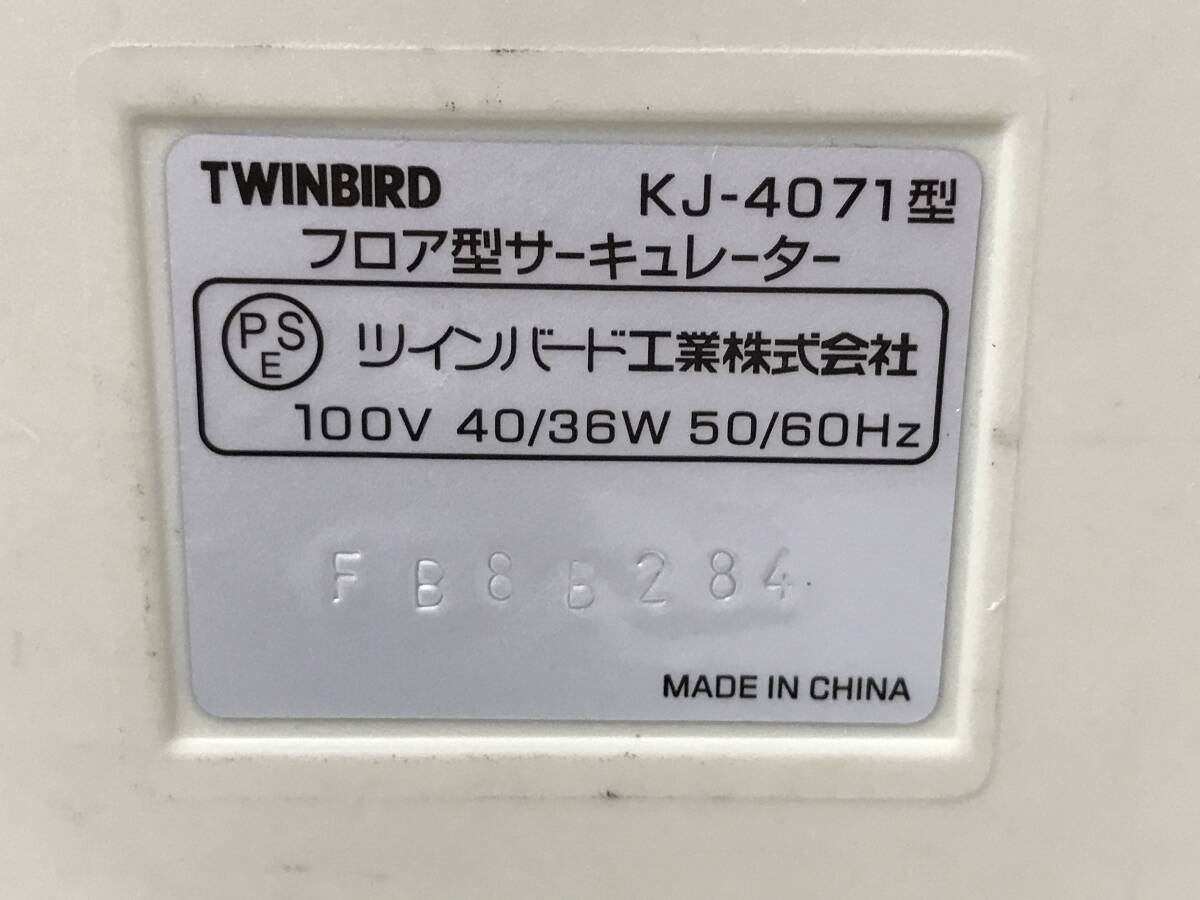 TWINBIRD KJ-4071型
フロア型サーキュレーター
PSE ツインバード工業株式会社
100V 40/36W 50/60Hz
FB8B284
MADE IN CHINA